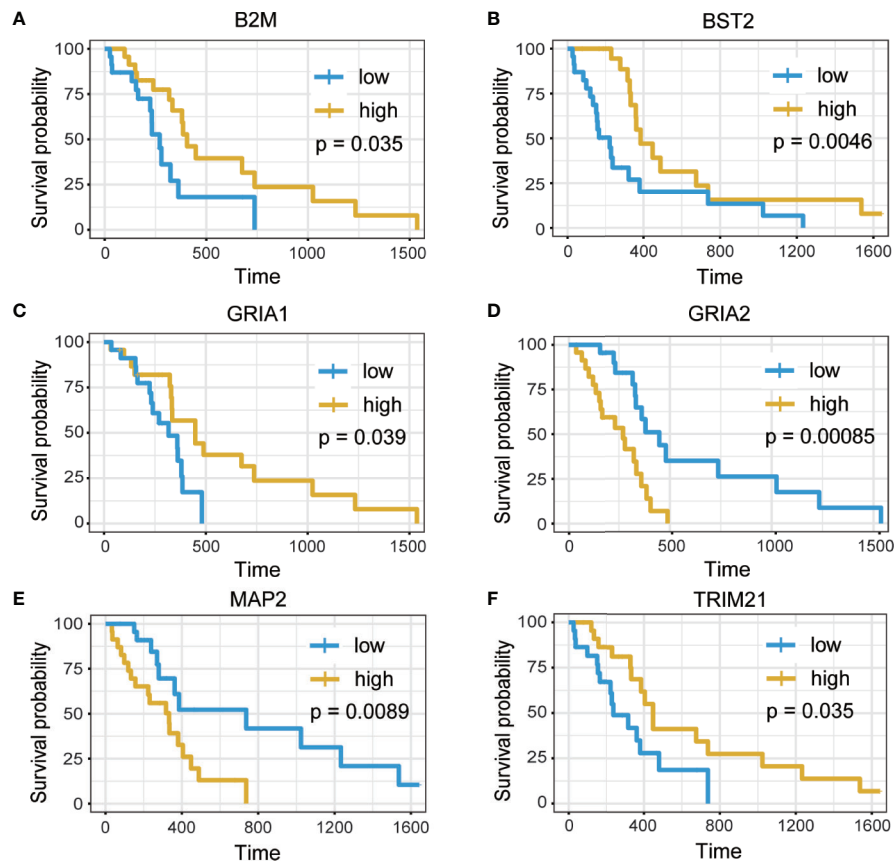 A
B2M
Survival probability
100
75
50
25
0
low
high
p = 0.035
0
500
1000
1500
Time
B
BST2
Survival probability
100
75
50
25
0
low
high
p = 0.0046
0
400
800
1200
1600
Time
C
GRIA1
Survival probability
100
75
50
25
0
low
high
p = 0.039
0
500
1000
1500
Time
D
GRIA2
Survival probability
100
75
50
25
0
low
high
p = 0.00085
0
500
1000
1500
Time
E
MAP2
Survival probability
100
75
50
25
0
low
high
p = 0.0089
0
400
800
1200
1600
Time
F
TRIM21
Survival probability
100
75
50
25
0
low
high
p = 0.035
0
400
800
1200
1600
Time